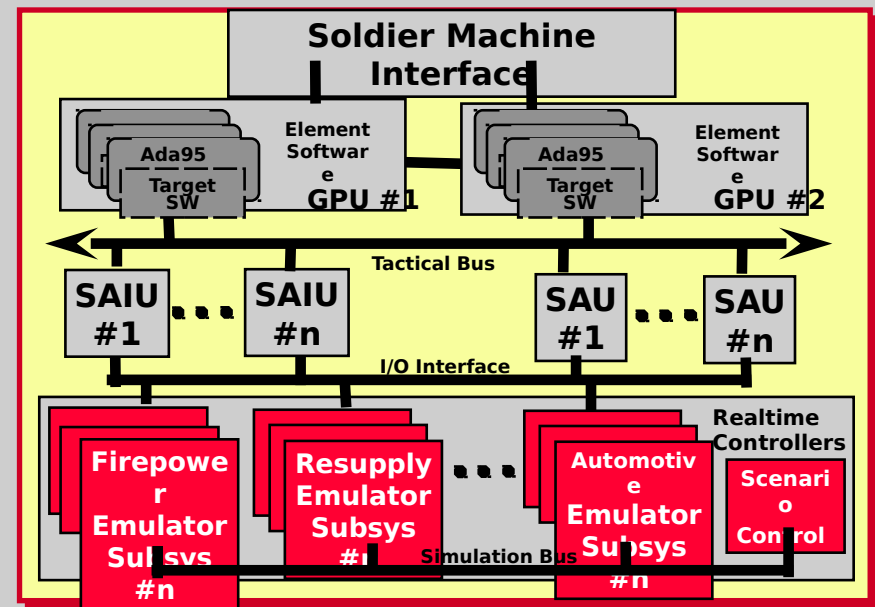 Soldier Machine
Interface
Element
Softwar
e
GPU #1
Ada95
Target
SW
Element
Softwar
e
GPU #2
Ada95
Target
SW
Tactical Bus
SAIU
#1
SAIU
#n
SAU
#1
SAU
#n
I/O Interface
Realtime
Controllers
Firepowe
r
Emulator
Subsys
#n
Resupply
Emulator
Subsys
#n
Automotiv
e
Emulator
Subsys
#n
Scenari
o
Control
Simulation Bus